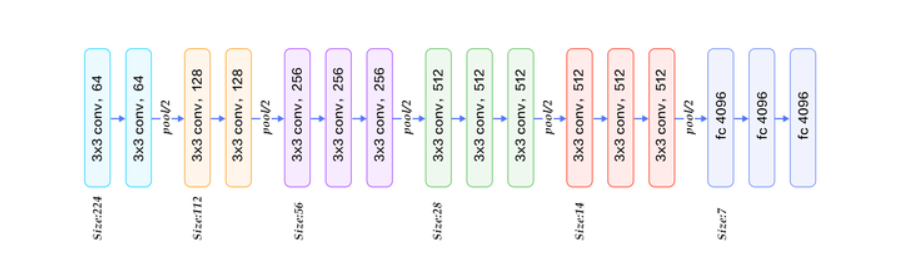 3x3 conv, 64
3x3 conv, 64
pool/2
3x3 conv, 128
3x3 conv, 128
pool/2
3x3 conv, 256
3x3 conv, 256
3x3 conv, 256
pool/2
3x3 conv, 512
3x3 conv, 512
3x3 conv, 512
pool/2
3x3 conv, 512
3x3 conv, 512
3x3 conv, 512
pool/2
fc 4096
fc 4096
fc 4096
Size:224
Size:112
Size:56
Size:28
Size:14
Size:7